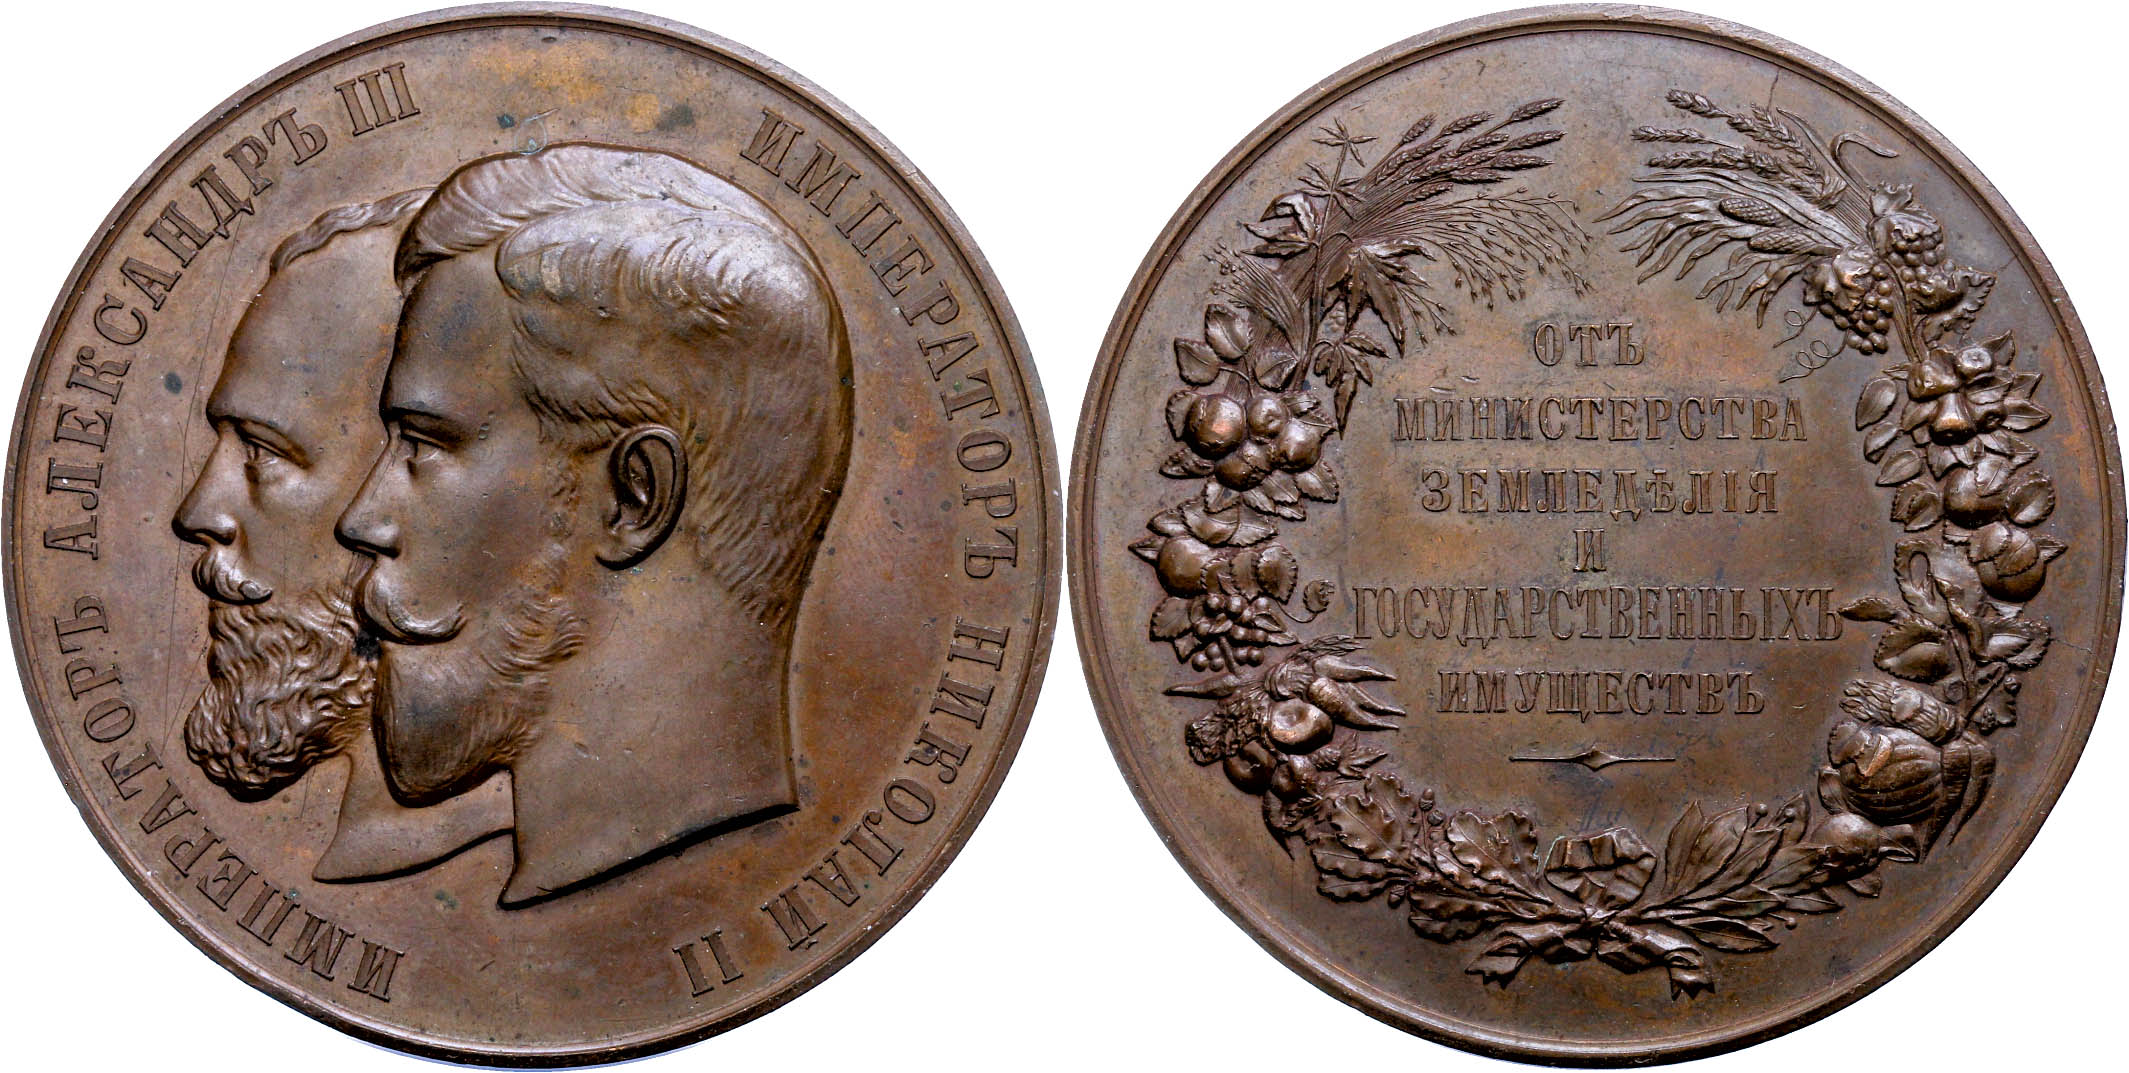 ИМПЕРАТОРЪ АЛЕКСАНДРЪ III
ИМПЕРАТОРЪ НИКОЛАЙ II
ОТЪ
МИНИСТЕРСТВА
ЗЕМЛЕДѢЛІЯ
И
ГОСУДАРСТВЕННЫХЪ
ИМУЩЕСТВЪ